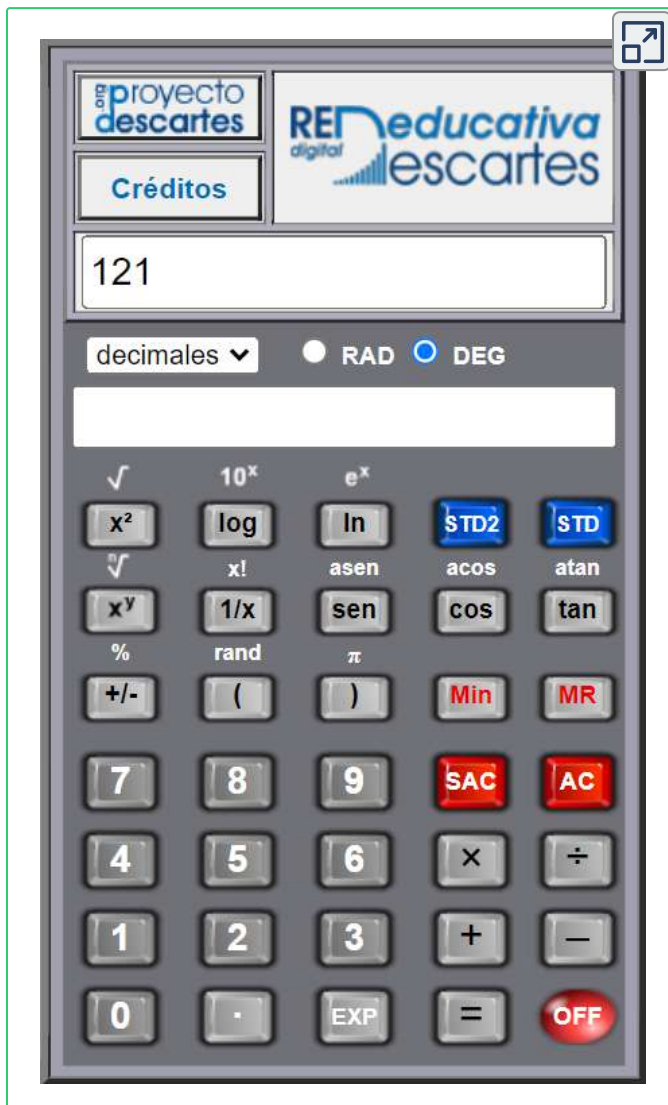 proyecto
.org
descartes
Créditos
RED educativa
digital
Descartes
121
decimales
RAD
DEG
√ 10ˣ eˣ
x² log ln STD2 STD
ⁿ√ x! asen acos atan
xʸ 1/x sen cos tan
% rand π
+/- ( ) Min MR
7 8 9 SAC AC
4 5 6 × ÷
1 2 3 + −
0 · EXP = OFF